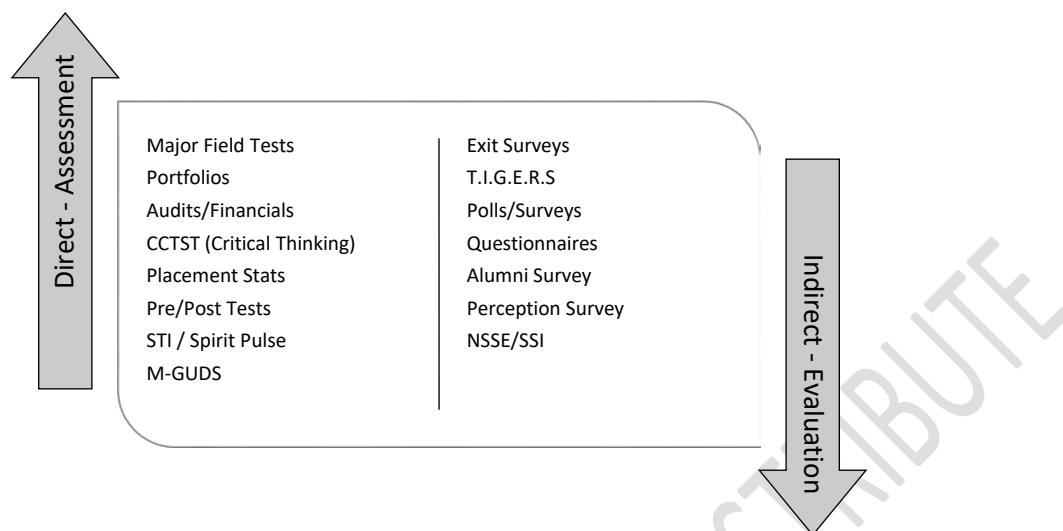 Direct - Assessment
Major Field Tests
Portfolios
Audits/Financials
CCTST (Critical Thinking)
Placement Stats
Pre/Post Tests
STI / Spirit Pulse
M-GUDS
Exit Surveys
T.I.G.E.R.S
Polls/Surveys
Questionnaires
Alumni Survey
Perception Survey
NSSE/SSI
Indirect - Evaluation